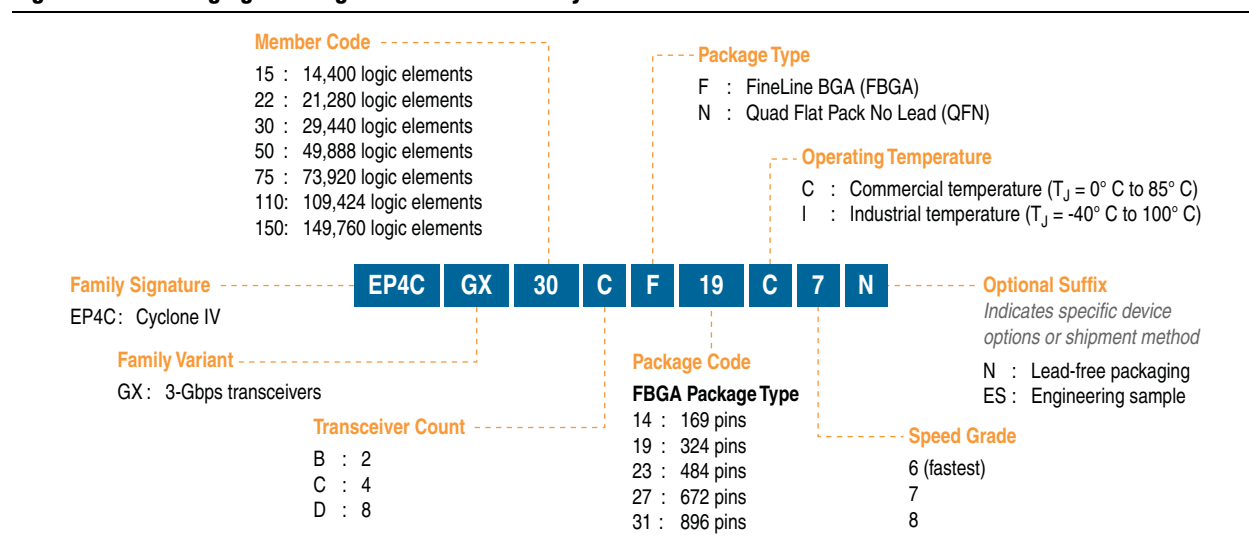 Member Code
15 : 14,400 logic elements
22 : 21,280 logic elements
30 : 29,440 logic elements
50 : 49,888 logic elements
75 : 73,920 logic elements
110: 109,424 logic elements
150: 149,760 logic elements
Package Type
F : FineLine BGA (FBGA)
N : Quad Flat Pack No Lead (QFN)
Operating Temperature
C : Commercial temperature (TJ = 0° C to 85° C)
I : Industrial temperature (TJ = -40° C to 100° C)
EP4C GX 30 C F 19 C 7 N
Family Signature
EP4C: Cyclone IV
Family Variant
GX : 3-Gbps transceivers
Transceiver Count
B : 2
C : 4
D : 8
Package Code
FBGA Package Type
14 : 169 pins
19 : 324 pins
23 : 484 pins
27 : 672 pins
31 : 896 pins
Speed Grade
6 (fastest)
7
8
Optional Suffix
Indicates specific device
options or shipment method
N : Lead-free packaging
ES : Engineering sample